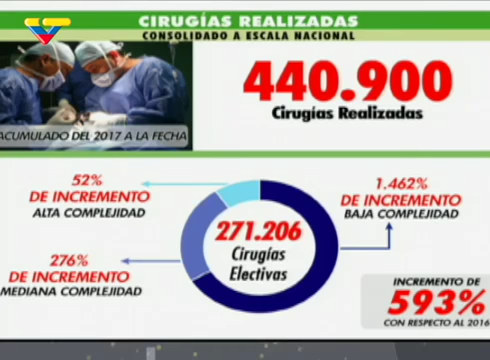 CIRUGÍAS REALIZADAS
CONSOLIDADO A ESCALA NACIONAL
440.900
Cirugías Realizadas
ACUMULADO DEL 2017 A LA FECHA
52%
DE INCREMENTO
ALTA COMPLEJIDAD
1.462%
DE INCREMENTO
BAJA COMPLEJIDAD
271.206
Cirugías
Electivas
276%
DE INCREMENTO
MEDIANA COMPLEJIDAD
INCREMENTO DE
593%
CON RESPECTO AL 2016